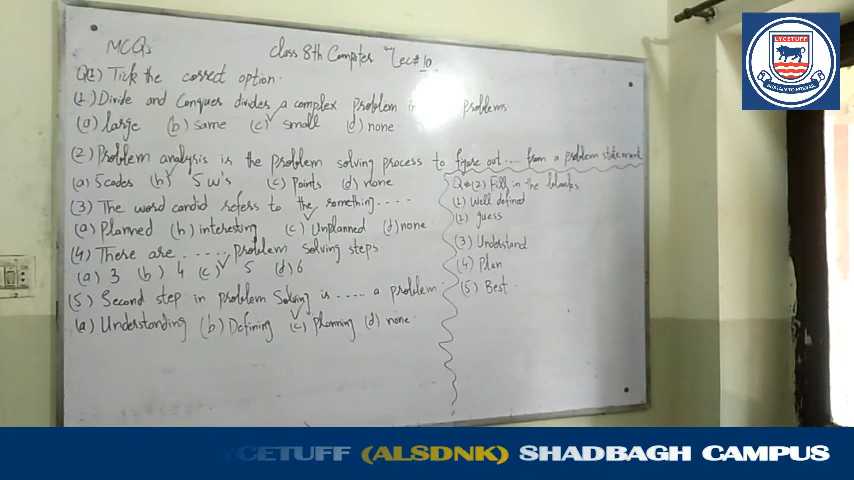 MCQs
Class 8th Computer Lec# 10
Q(1) Tick the correct option.
(1) Divide and Conquer divides a complex problem in problems
(a) large (b) same (c) small (d) none
(2) Problem analysis is the problem solving process to figure out.... from a problem statement
(a) 5 codes (b) 5 w's (c) Points (d) none
(3) The word candid refers to the something....
(a) Planned (b) interesting (c) Unplanned (d) none.
(4) There are ...... Problem Solving steps
(a) 3 (b) 4 (c) 5 (d) 6
(5) Second step in problem Solving is ..... a problem.
(a) Understanding (b) Defining (c) Planning (d) none.
Q#(2) Fill in the blanks
(1) Well defined
(2) guess
(3) Understand
(4) Plan
(5) Best.
LYCETUFF
YCETUFF (ALSDNK) SHADBAGH CAMPUS